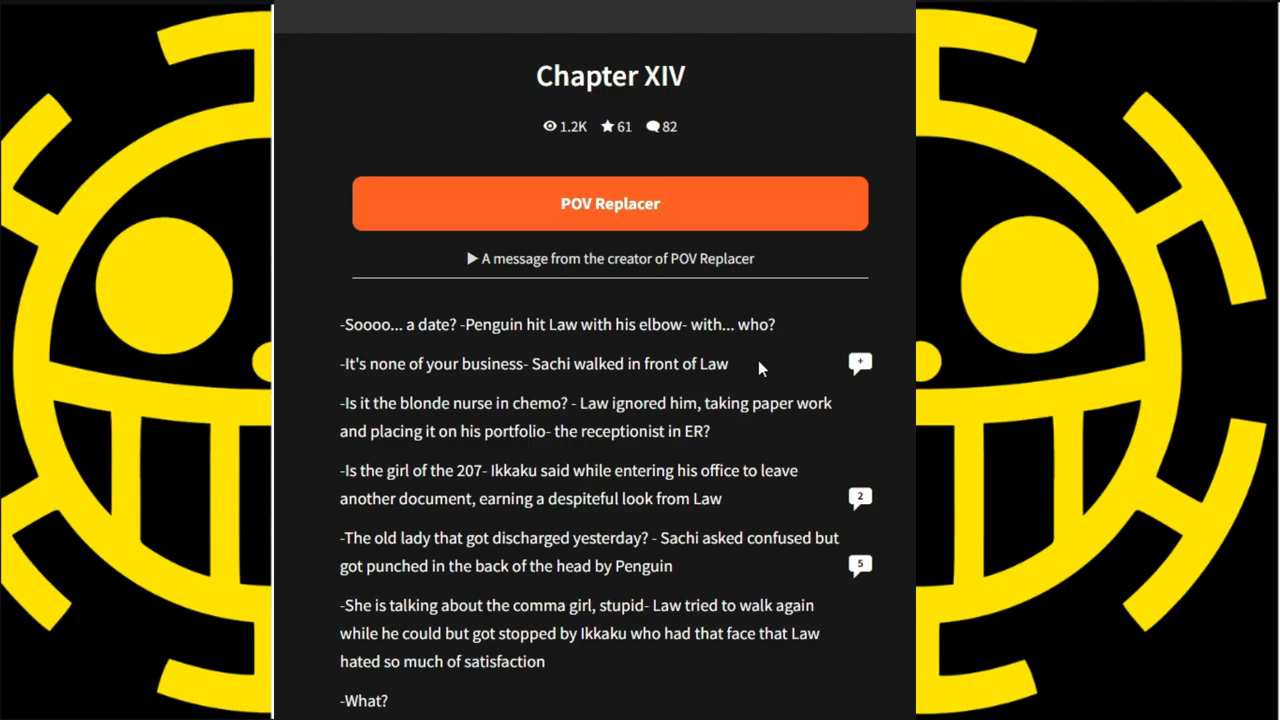 Chapter XIV
1.2K 61 82
POV Replacer
▶ A message from the creator of POV Replacer
-Soooo... a date? -Penguin hit Law with his elbow- with... who?
-It's none of your business- Sachi walked in front of Law
+
-Is it the blonde nurse in chemo? - Law ignored him, taking paper work
and placing it on his portfolio- the receptionist in ER?
-Is the girl of the 207- Ikkaku said while entering his office to leave
another document, earning a despiteful look from Law
2
-The old lady that got discharged yesterday? - Sachi asked confused but
got punched in the back of the head by Penguin
5
-She is talking about the comma girl, stupid- Law tried to walk again
while he could but got stopped by Ikkaku who had that face that Law
hated so much of satisfaction
-What?